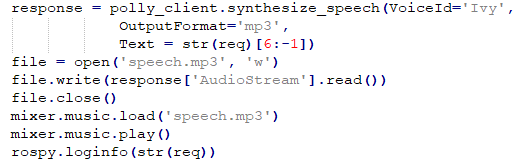 response = polly_client.synthesize_speech(VoiceId='Ivy',
OutputFormat='mp3',
Text = str(req)[6:-1])
file = open('speech.mp3', 'w')
file.write(response['AudioStream'].read())
file.close()
mixer.music.load('speech.mp3')
mixer.music.play()
rospy.loginfo(str(req))